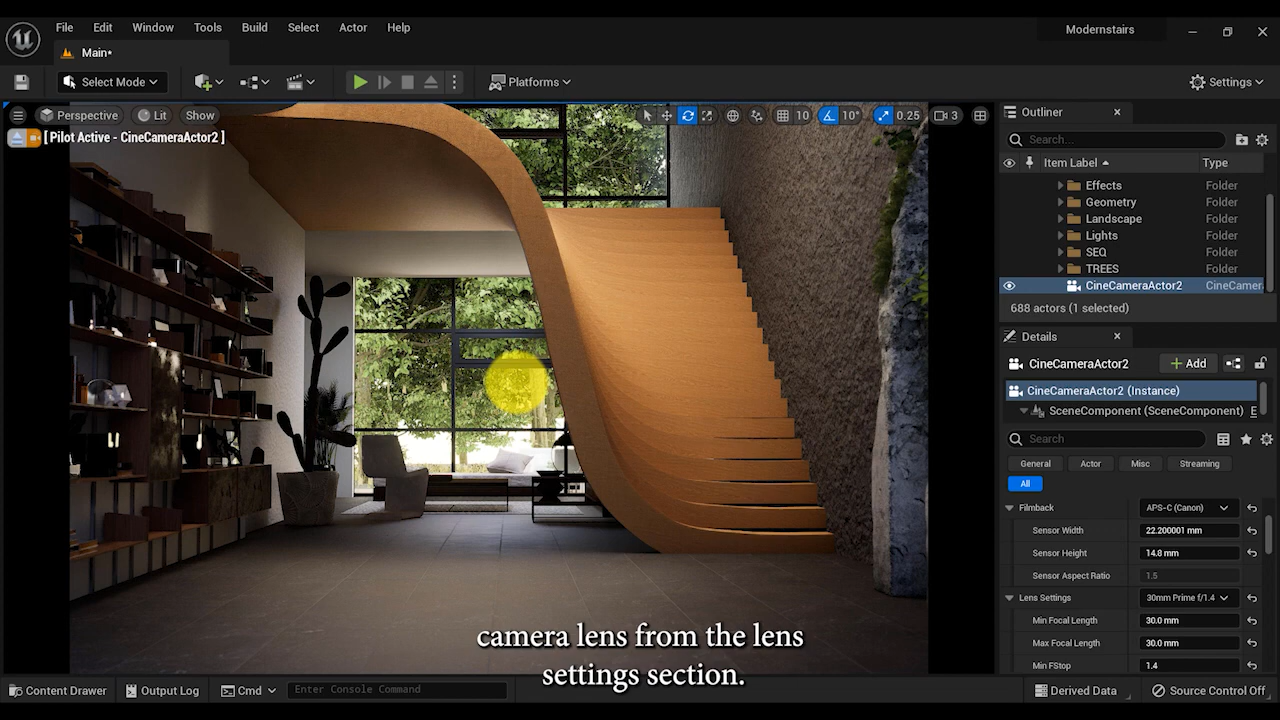 File Edit Window Tools Build Select Actor Help
Modernstairs
Main*
Select Mode
Platforms
Settings
Perspective Lit Show
10 10° 0.25 3
[ Pilot Active - CineCameraActor2 ]
Outliner
Search...
Item Label Type
Effects Folder
Geometry Folder
Landscape Folder
Lights Folder
SEQ Folder
TREES Folder
CineCameraActor2 CineCamer
688 actors (1 selected)
Details
CineCameraActor2 Add
CineCameraActor2 (Instance)
SceneComponent (SceneComponent) E
Search
General Actor Misc Streaming
All
Filmback APS-C (Canon)
Sensor Width 22.200001 mm
Sensor Height 14.8 mm
Sensor Aspect Ratio 1.5
Lens Settings 30mm Prime f/1.4
Min Focal Length 30.0 mm
Max Focal Length 30.0 mm
Min FStop 1.4
camera lens from the lens
settings section.
Content Drawer Output Log Cmd Enter Console Command Derived Data Source Control Off